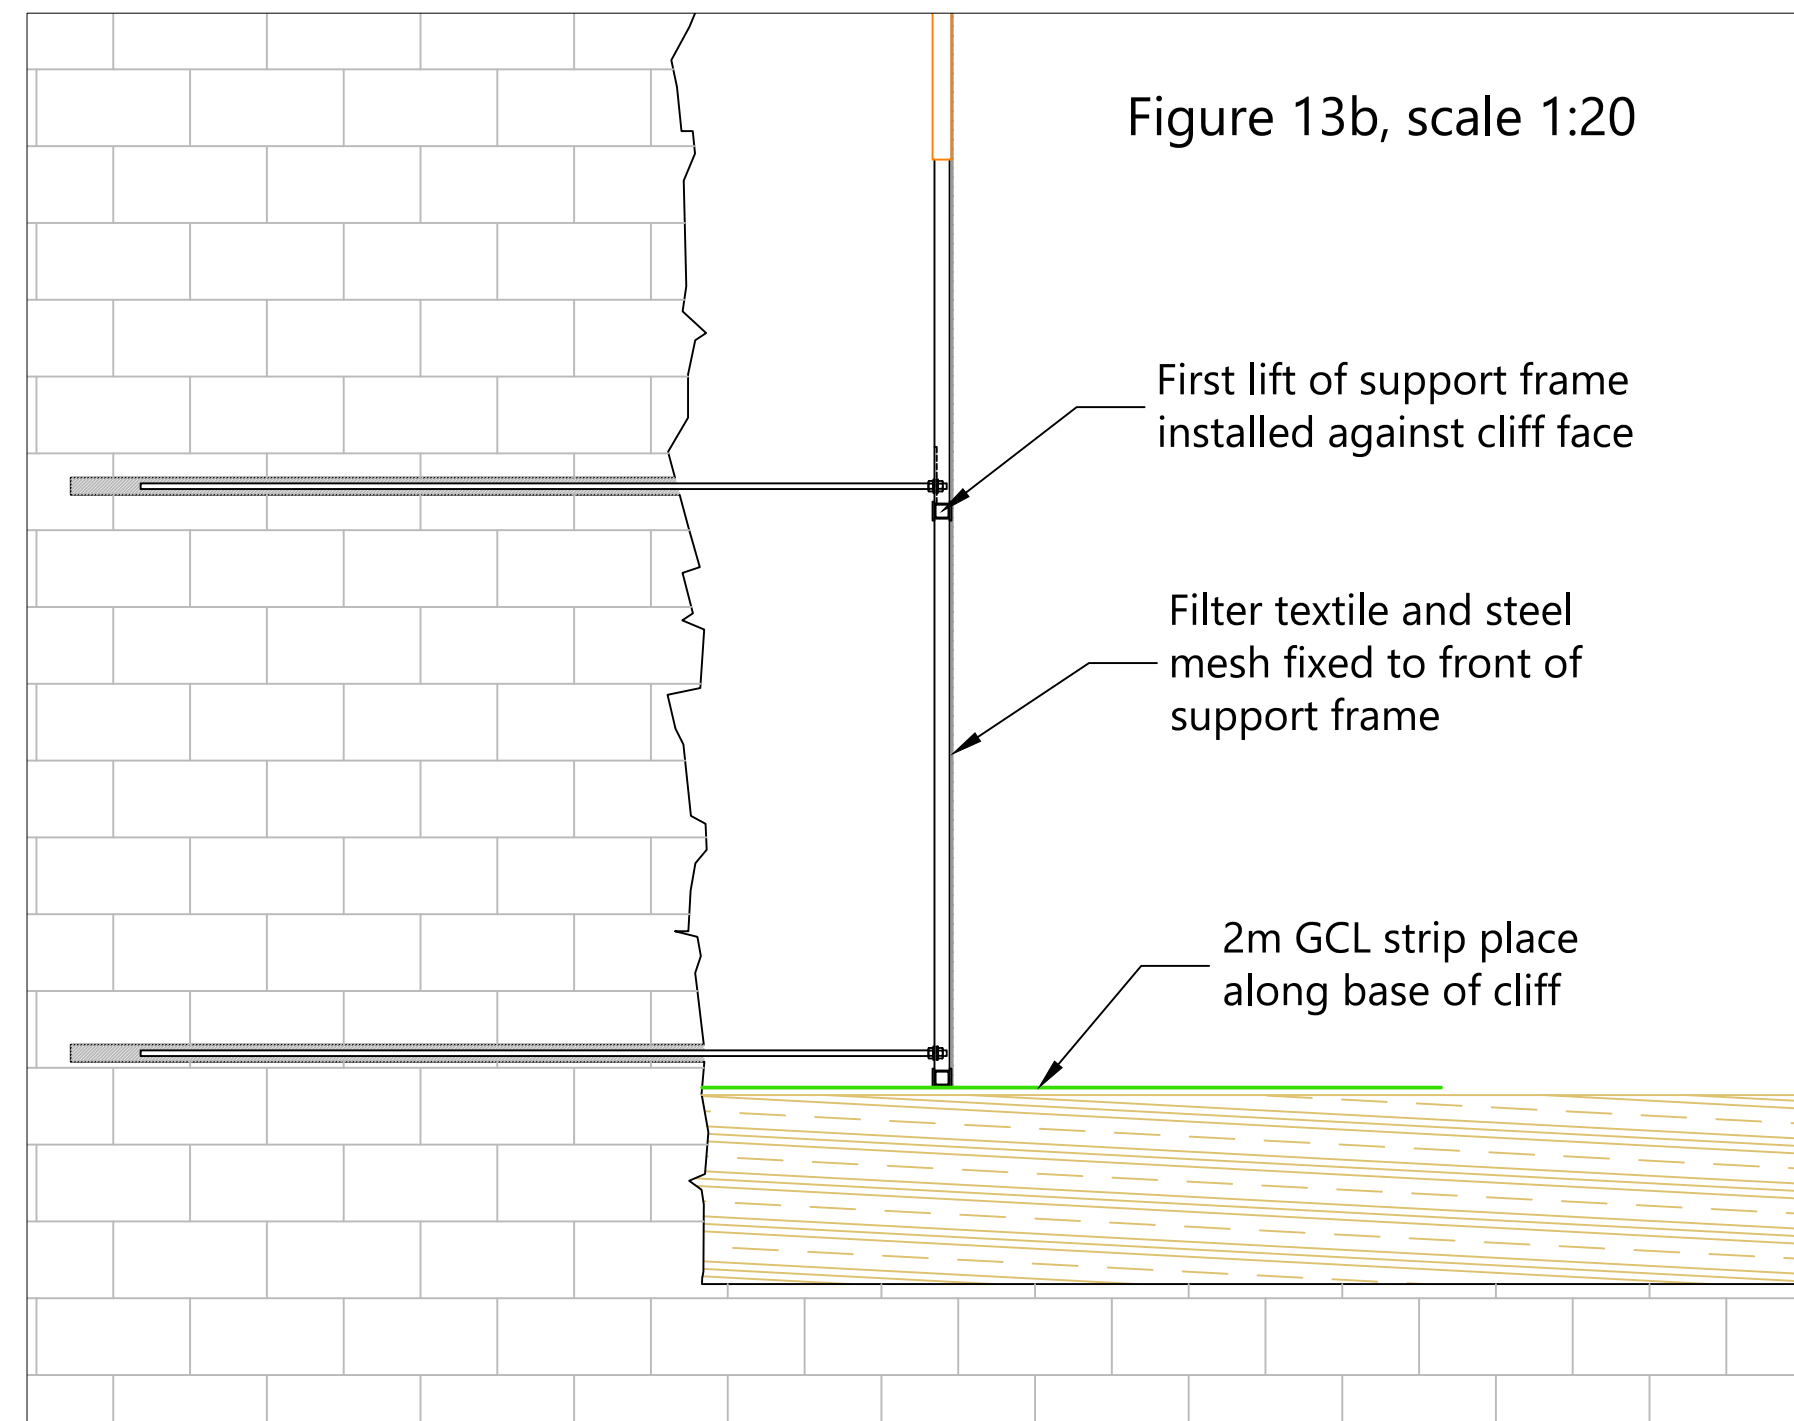 Figure 13b, scale 1:20
First lift of support frame
installed against cliff face
Filter textile and steel
mesh fixed to front of
support frame
2m GCL strip place
along base of cliff